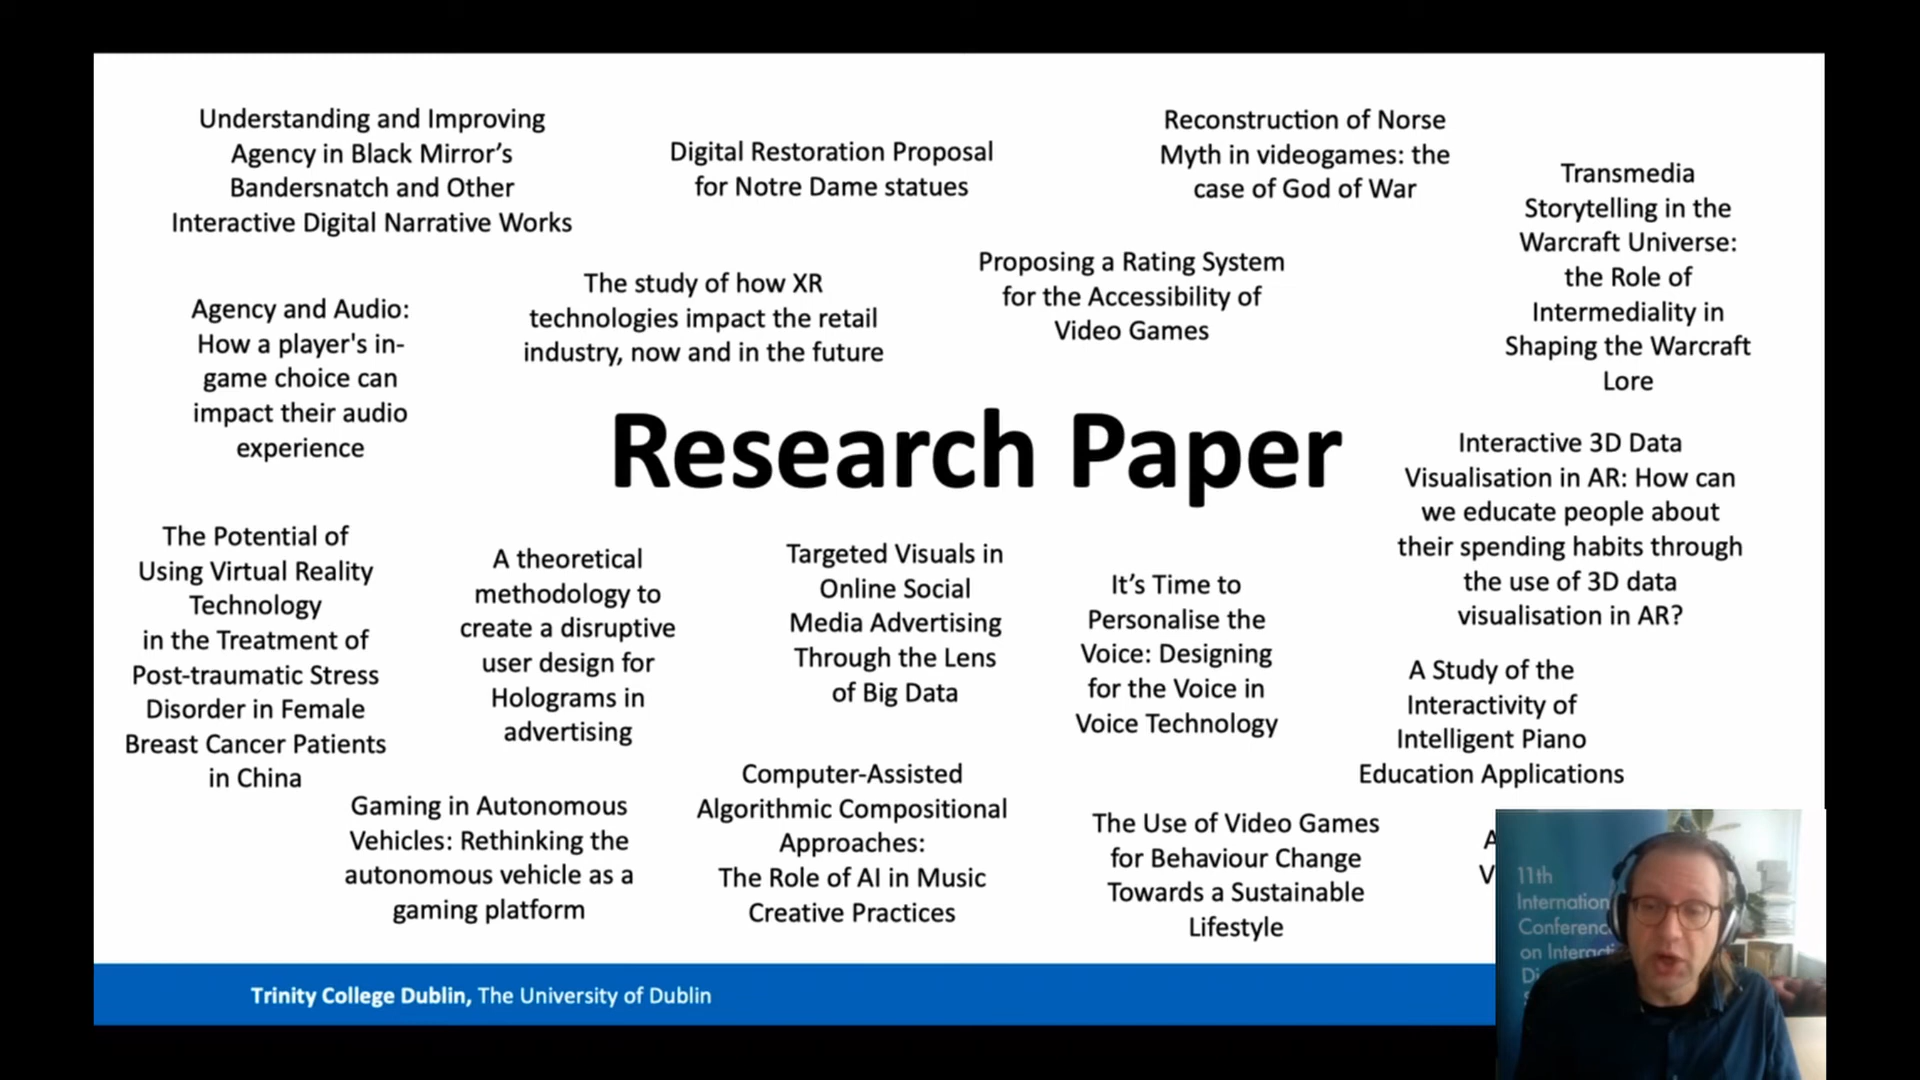 Understanding and Improving
Agency in Black Mirror’s
Bandersnatch and Other
Interactive Digital Narrative Works
Digital Restoration Proposal
for Notre Dame statues
Reconstruction of Norse
Myth in videogames: the
case of God of War
Transmedia
Storytelling in the
Warcraft Universe:
the Role of
Intermediality in
Shaping the Warcraft
Lore
Agency and Audio:
How a player's in-
game choice can
impact their audio
experience
The study of how XR
technologies impact the retail
industry, now and in the future
Proposing a Rating System
for the Accessibility of
Video Games
Research Paper
Interactive 3D Data
Visualisation in AR: How can
we educate people about
their spending habits through
the use of 3D data
visualisation in AR?
The Potential of
Using Virtual Reality
Technology
in the Treatment of
Post-traumatic Stress
Disorder in Female
Breast Cancer Patients
in China
A theoretical
methodology to
create a disruptive
user design for
Holograms in
advertising
Targeted Visuals in
Online Social
Media Advertising
Through the Lens
of Big Data
It’s Time to
Personalise the
Voice: Designing
for the Voice in
Voice Technology
A Study of the
Interactivity of
Intelligent Piano
Education Applications
Gaming in Autonomous
Vehicles: Rethinking the
autonomous vehicle as a
gaming platform
Computer-Assisted
Algorithmic Compositional
Approaches:
The Role of AI in Music
Creative Practices
The Use of Video Games
for Behaviour Change
Towards a Sustainable
Lifestyle
11th
on
Trinity College Dublin, The University of Dublin